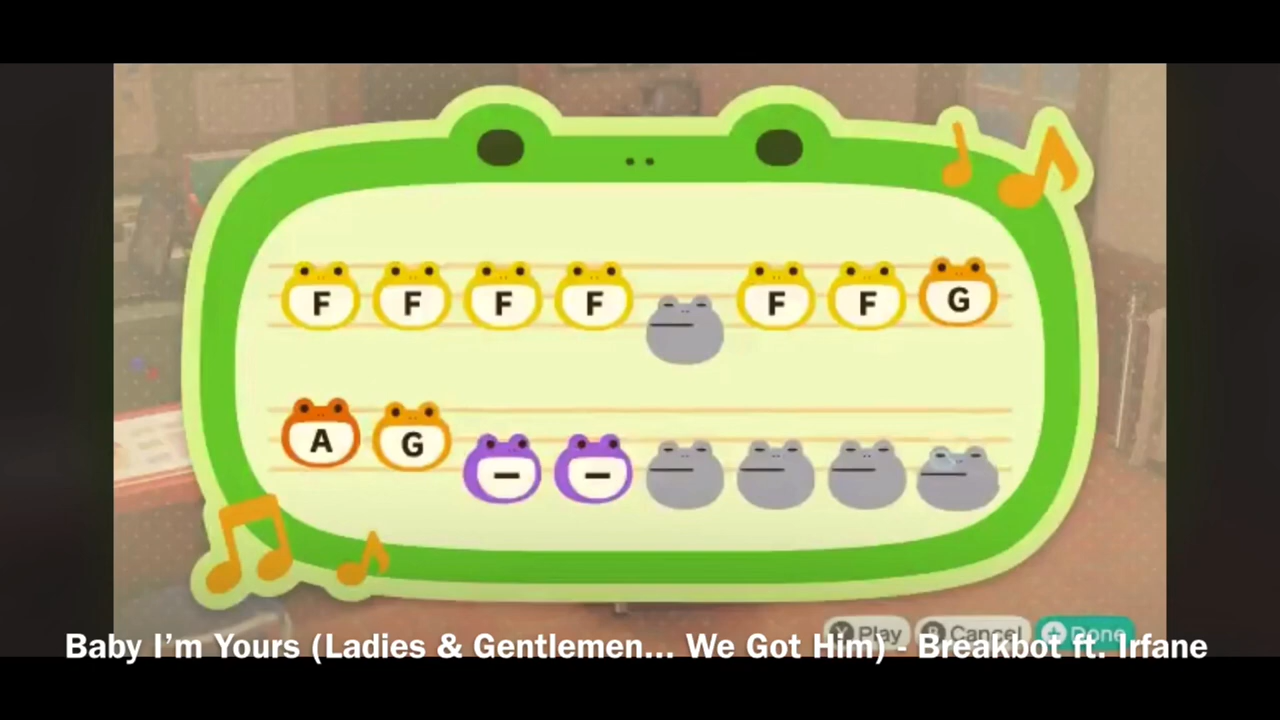 F F F F F F G
A G - -
Y Play B Cancel + Done
Baby I’m Yours (Ladies & Gentlemen... We Got Him) - Breakbot ft. Irfane